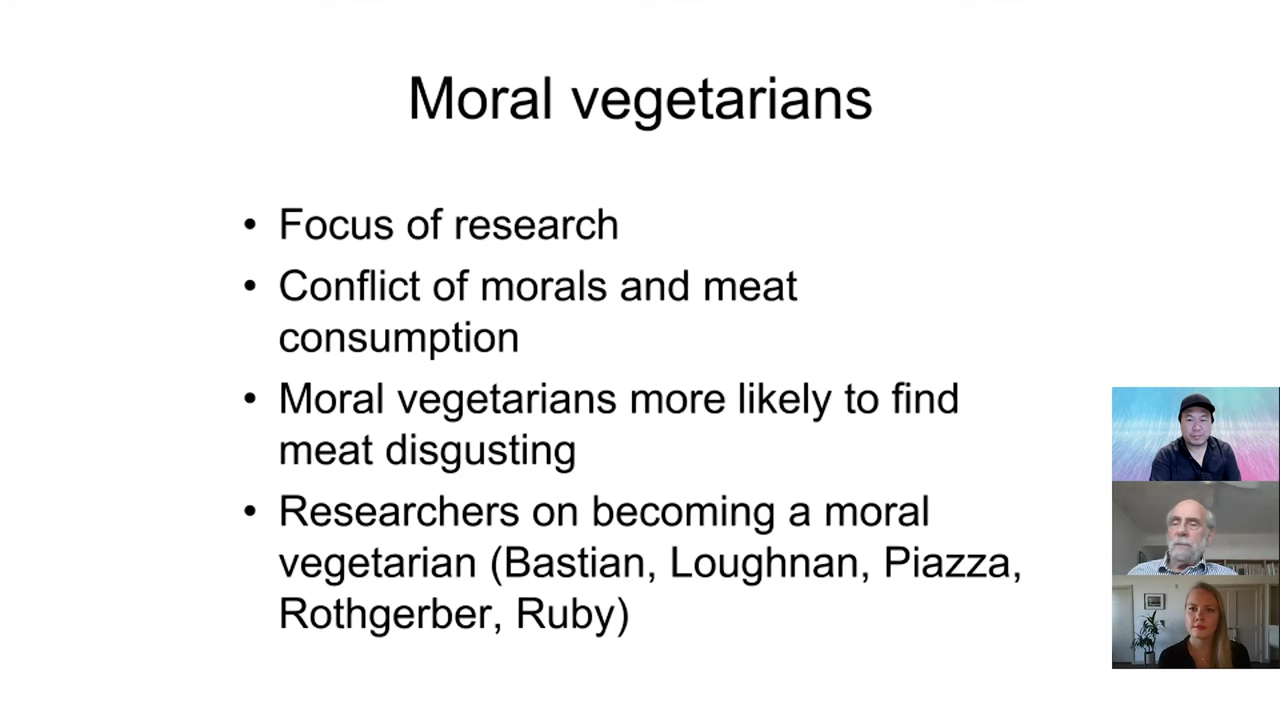 Moral vegetarians
• Focus of research
• Conflict of morals and meat
consumption
• Moral vegetarians more likely to find
meat disgusting
• Researchers on becoming a moral
vegetarian (Bastian, Loughnan, Piazza,
Rothgerber, Ruby)